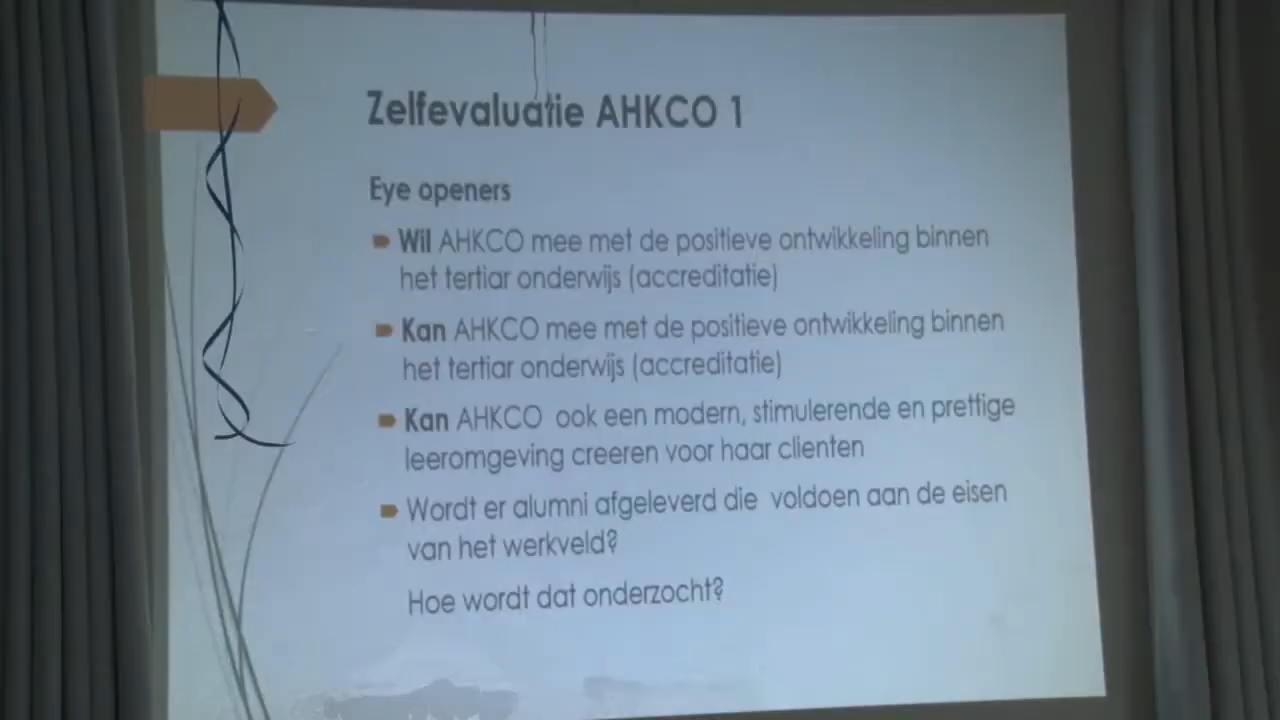 Zelfevaluatie AHKCO 1
Eye openers
Wil AHKCO mee met de positieve ontwikkeling binnen
het tertiar onderwijs (accreditatie)
Kan AHKCO mee met de positieve ontwikkeling binnen
het tertiar onderwijs (accreditatie)
Kan AHKCO ook een modern, stimulerende en prettige
leeromgeving creeren voor haar clienten
Wordt er alumni afgeleverd die voldoen aan de eisen
van het werkveld?
Hoe wordt dat onderzocht?